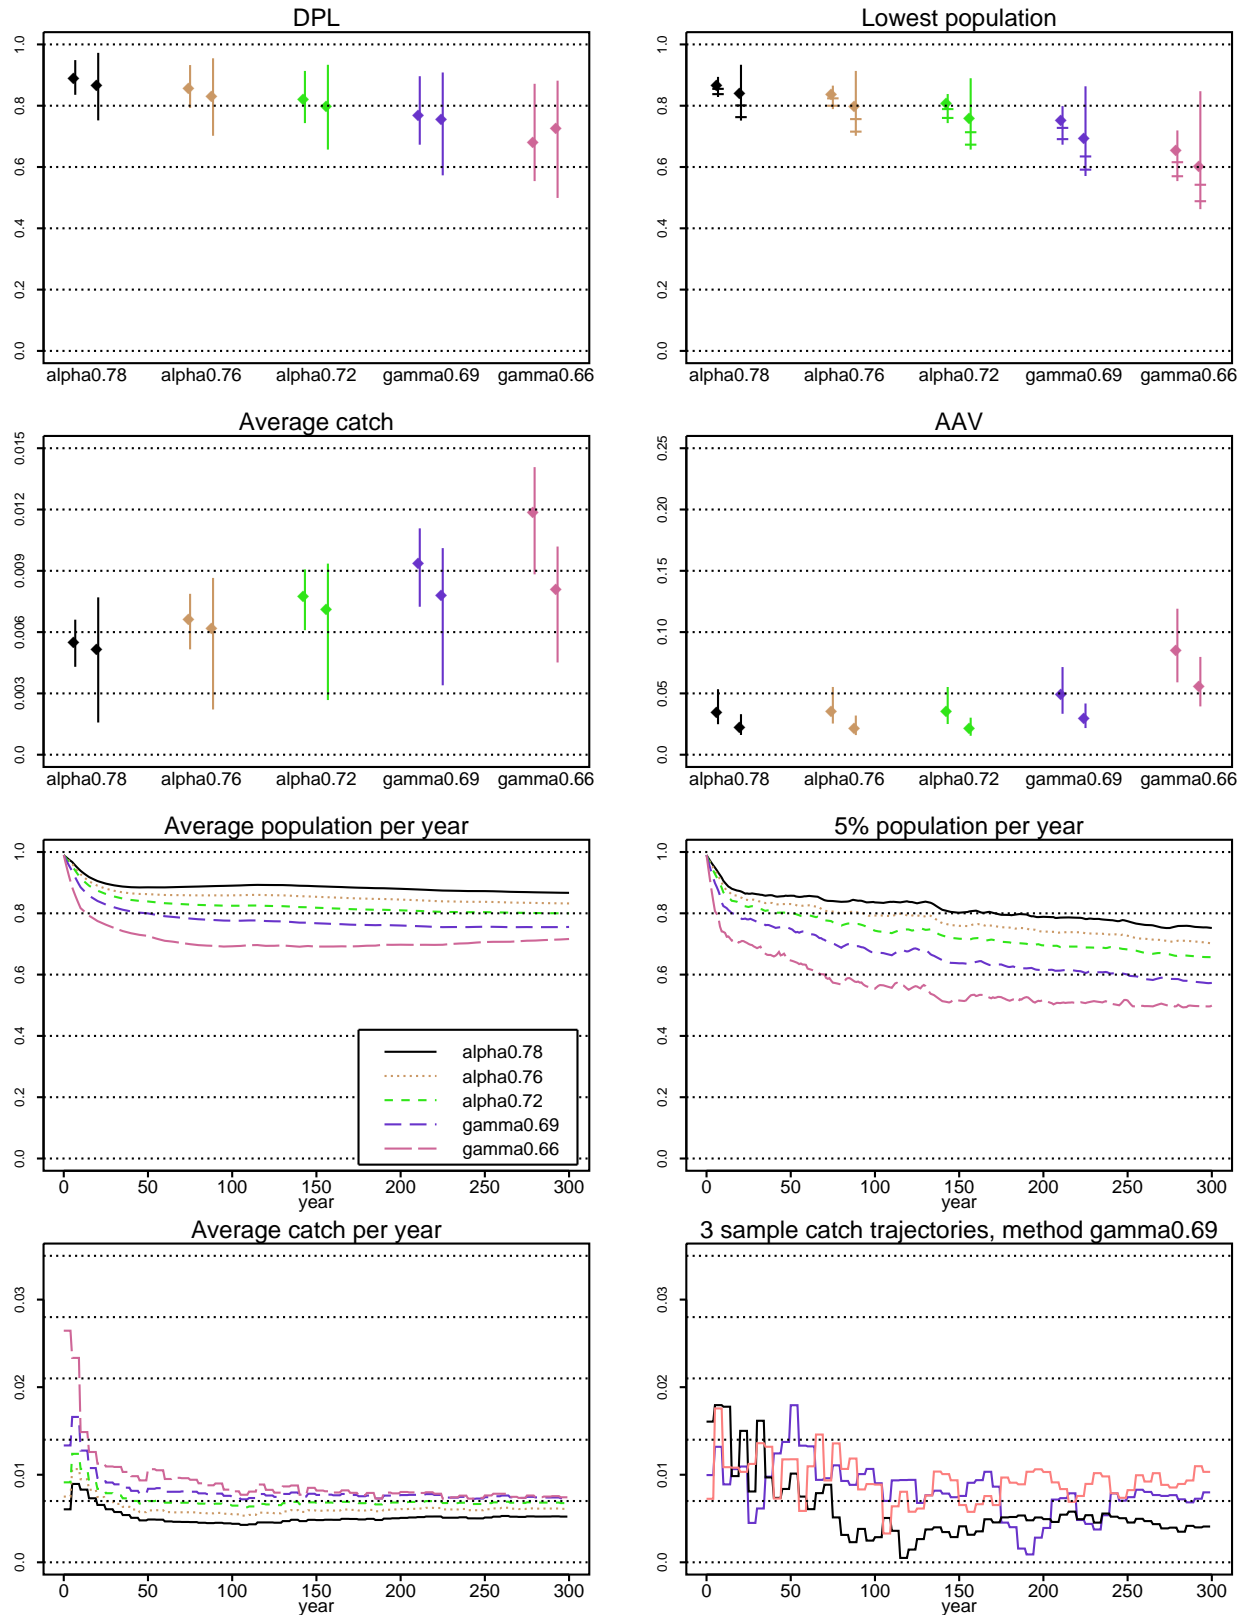 DPL
1.0
0.8
0.6
0.4
0.2
0.0
alpha0.78 alpha0.76 alpha0.72 gamma0.69 gamma0.66
Lowest population
1.0
0.8
0.6
0.4
0.2
0.0
alpha0.78 alpha0.76 alpha0.72 gamma0.69 gamma0.66
Average catch
0.015
0.012
0.009
0.006
0.003
0.0
alpha0.78 alpha0.76 alpha0.72 gamma0.69 gamma0.66
AAV
0.25
0.20
0.15
0.10
0.05
0.0
alpha0.78 alpha0.76 alpha0.72 gamma0.69 gamma0.66
Average population per year
1.0
0.8
0.6
0.4
0.2
0.0
alpha0.78
alpha0.76
alpha0.72
gamma0.69
gamma0.66
0 50 100 150 200 250 300
year
5% population per year
1.0
0.8
0.6
0.4
0.2
0.0
0 50 100 150 200 250 300
year
Average catch per year
0.03
0.02
0.01
0.0
0 50 100 150 200 250 300
year
3 sample catch trajectories, method gamma0.69
0.03
0.02
0.01
0.0
0 50 100 150 200 250 300
year